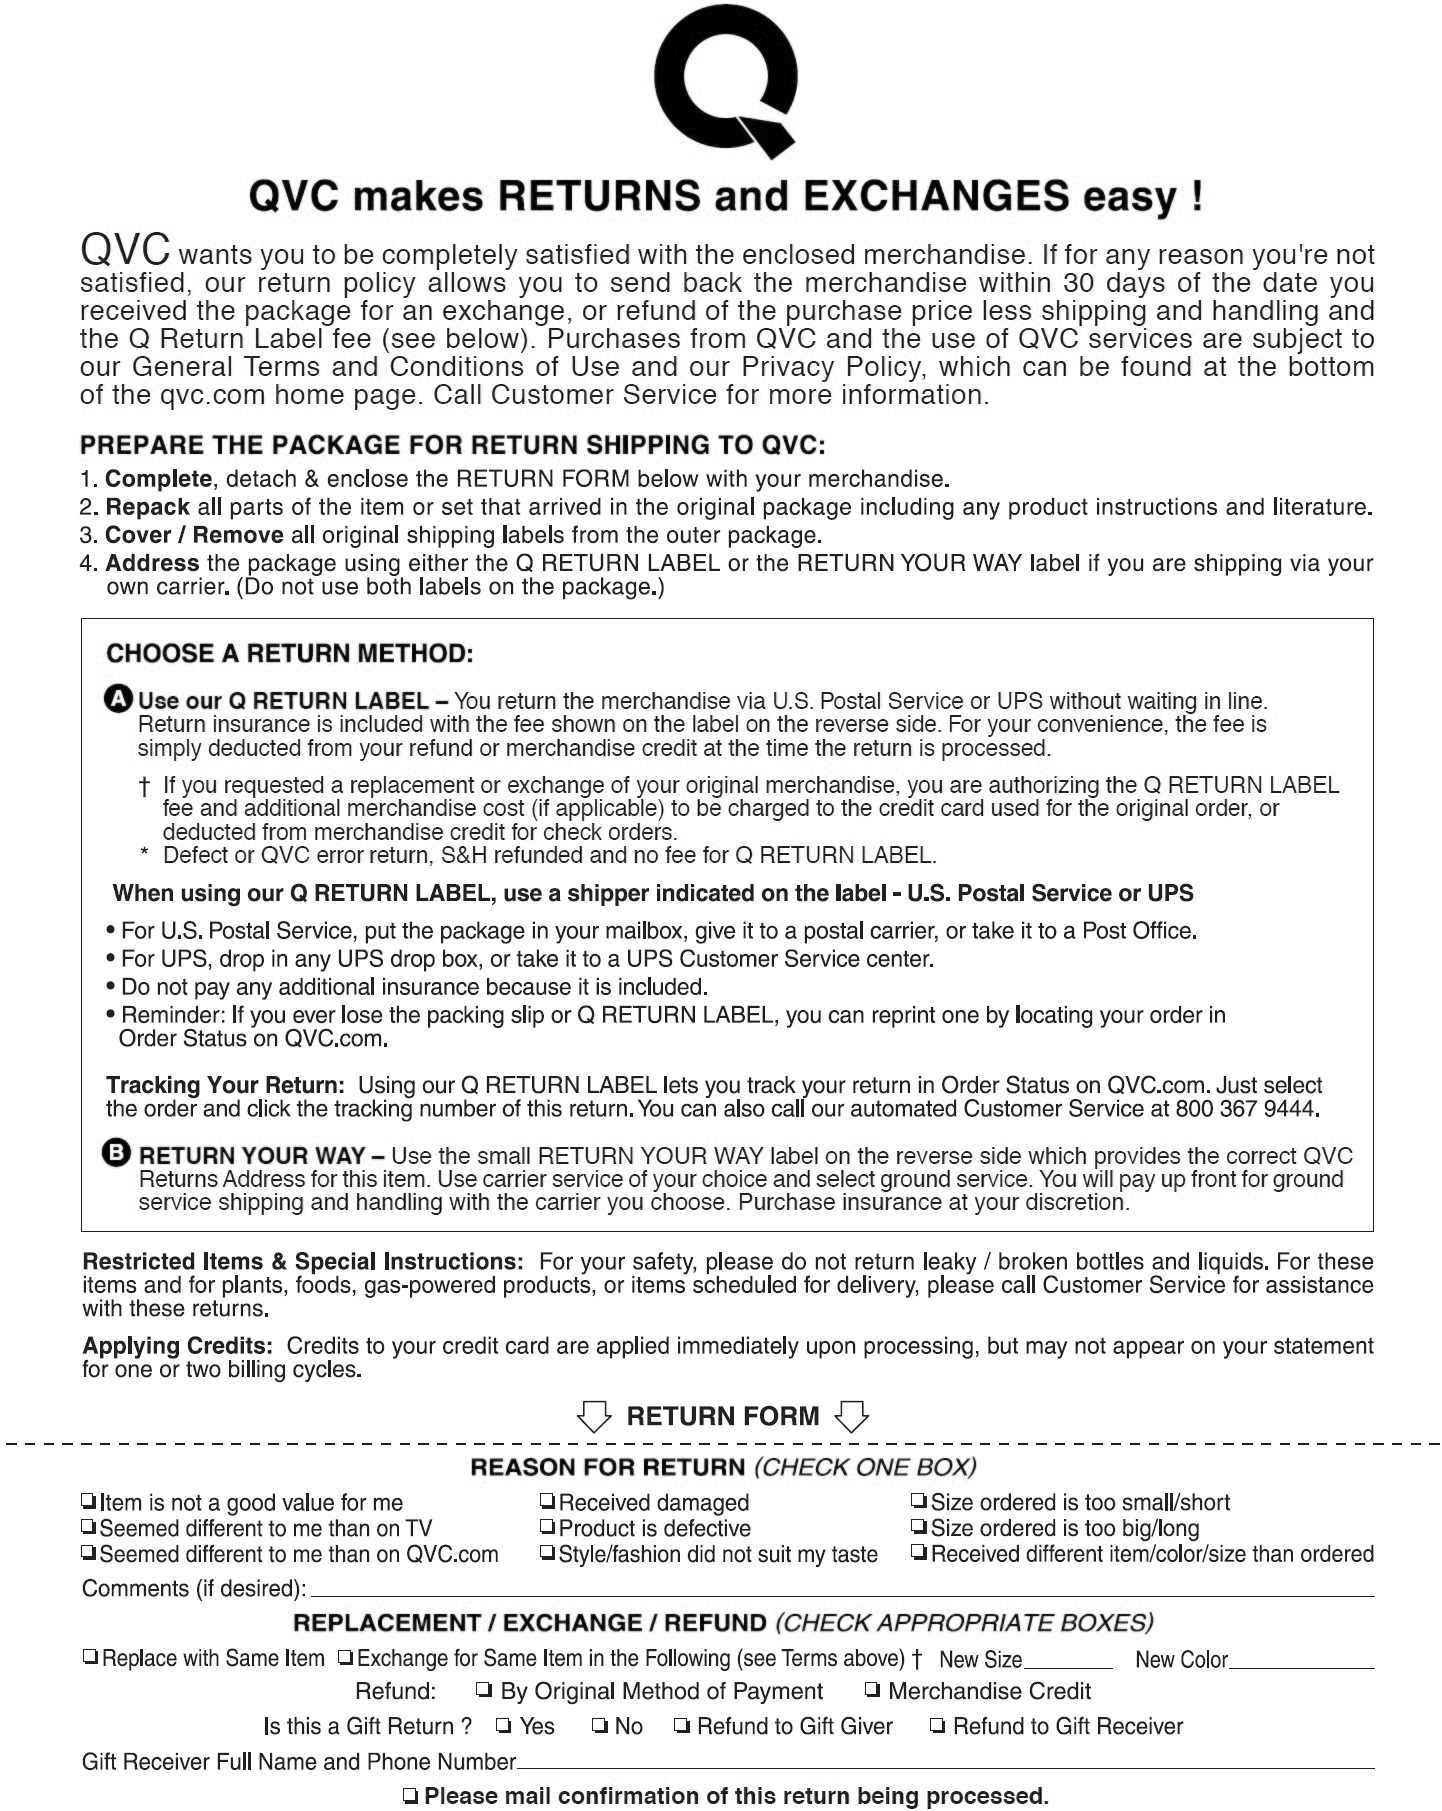 QVC makes RETURNS and EXCHANGES easy !
QVC wants you to be completely satisfied with the enclosed merchandise. If for any reason you're not
satisfied, our return policy allows you to send back the merchandise within 30 days of the date you
received the package for an exchange, or refund of the purchase price less shipping and handling and
the Q Return Label fee (see below). Purchases from QVC and the use of QVC services are subject to
our General Terms and Conditions of Use and our Privacy Policy, which can be found at the bottom
of the qvc.com home page. Call Customer Service for more information.
PREPARE THE PACKAGE FOR RETURN SHIPPING TO QVC:
1. Complete, detach & enclose the RETURN FORM below with your merchandise.
2. Repack all parts of the item or set that arrived in the original package including any product instructions and literature.
3. Cover / Remove all original shipping labels from the outer package.
4. Address the package using either the Q RETURN LABEL or the RETURN YOUR WAY label if you are shipping via your
own carrier. (Do not use both labels on the package.)
CHOOSE A RETURN METHOD:
A Use our Q RETURN LABEL – You return the merchandise via U.S. Postal Service or UPS without waiting in line.
Return insurance is included with the fee shown on the label on the reverse side. For your convenience, the fee is
simply deducted from your refund or merchandise credit at the time the return is processed.
† If you requested a replacement or exchange of your original merchandise, you are authorizing the Q RETURN LABEL
fee and additional merchandise cost (if applicable) to be charged to the credit card used for the original order, or
deducted from merchandise credit for check orders.
* Defect or QVC error return, S&H refunded and no fee for Q RETURN LABEL.
When using our Q RETURN LABEL, use a shipper indicated on the label - U.S. Postal Service or UPS
• For U.S. Postal Service, put the package in your mailbox, give it to a postal carrier, or take it to a Post Office.
• For UPS, drop in any UPS drop box, or take it to a UPS Customer Service center.
• Do not pay any additional insurance because it is included.
• Reminder: If you ever lose the packing slip or Q RETURN LABEL, you can reprint one by locating your order in
Order Status on QVC.com.
Tracking Your Return: Using our Q RETURN LABEL lets you track your return in Order Status on QVC.com. Just select
the order and click the tracking number of this return. You can also call our automated Customer Service at 800 367 9444.
B RETURN YOUR WAY – Use the small RETURN YOUR WAY label on the reverse side which provides the correct QVC
Returns Address for this item. Use carrier service of your choice and select ground service. You will pay up front for ground
service shipping and handling with the carrier you choose. Purchase insurance at your discretion.
Restricted Items & Special Instructions: For your safety, please do not return leaky / broken bottles and liquids. For these
items and for plants, foods, gas-powered products, or items scheduled for delivery, please call Customer Service for assistance
with these returns.
Applying Credits: Credits to your credit card are applied immediately upon processing, but may not appear on your statement
for one or two billing cycles.
RETURN FORM
REASON FOR RETURN (CHECK ONE BOX)
❏ Item is not a good value for me ❏ Received damaged ❏ Size ordered is too small/short
❏ Seemed different to me than on TV ❏ Product is defective ❏ Size ordered is too big/long
❏ Seemed different to me than on QVC.com ❏ Style/fashion did not suit my taste ❏ Received different item/color/size than ordered
Comments (if desired):
REPLACEMENT / EXCHANGE / REFUND (CHECK APPROPRIATE BOXES)
❏ Replace with Same Item ❏ Exchange for Same Item in the Following (see Terms above) † New Size New Color
Refund: ❏ By Original Method of Payment ❏ Merchandise Credit
Is this a Gift Return ? ❏ Yes ❏ No ❏ Refund to Gift Giver ❏ Refund to Gift Receiver
Gift Receiver Full Name and Phone Number
❏ Please mail confirmation of this return being processed.